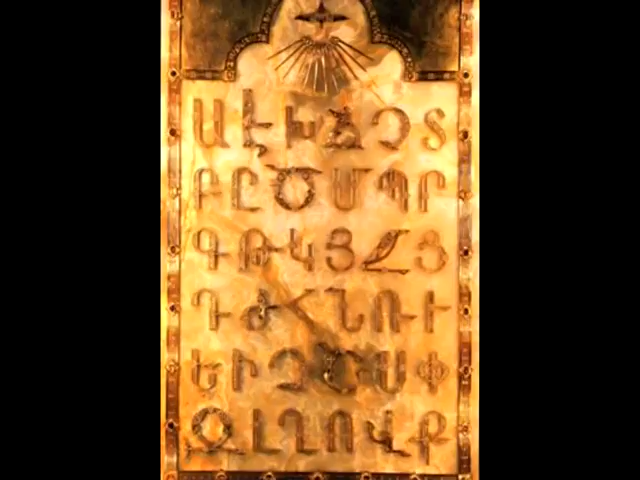 Ա Է Խ Ճ Չ Տ
Բ Ը Ծ Մ Պ Ր
Գ Թ Կ Յ Ջ Ց
Դ Ժ Հ Ն Ռ Ւ
Ե Ի Ձ Շ Ս Փ
Զ Լ Ղ Ո Վ Ք